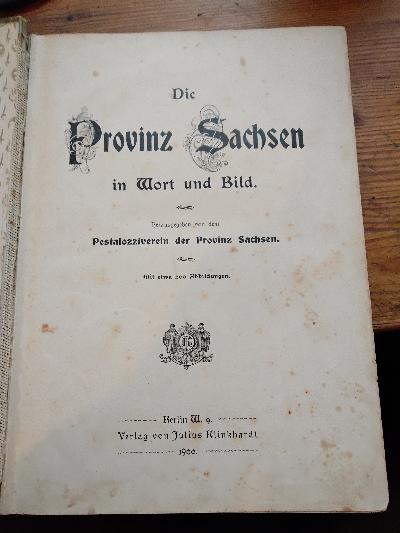 Die
Provinz Sachsen
in Wort und Bild.
Herausgegeben von dem
Pestalozziverein der Provinz Sachsen.
Mit etwa 200 Abbildungen.
Berlin W. 9.
Verlag von Julius Klinkhardt
1900.